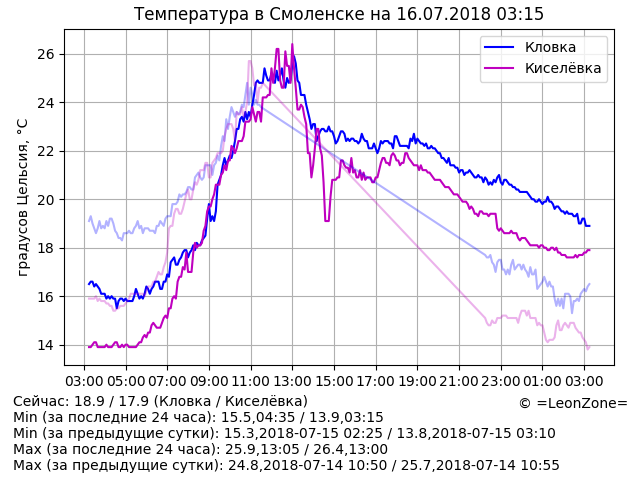 Температура в Смоленске на 16.07.2018 03:15
Кловка
Киселёвка
градусов Цельсия, °C
26
24
22
20
18
16
14
03:00 05:00 07:00 09:00 11:00 13:00 15:00 17:00 19:00 21:00 23:00 01:00 03:00
Сейчас: 18.9 / 17.9 (Кловка / Киселёвка)
© =LeonZone=
Min (за последние 24 часа): 15.5,04:35 / 13.9,03:15
Min (за предыдущие сутки): 15.3,2018-07-15 02:25 / 13.8,2018-07-15 03:10
Max (за последние 24 часа): 25.9,13:05 / 26.4,13:00
Max (за предыдущие сутки): 24.8,2018-07-14 10:50 / 25.7,2018-07-14 10:55